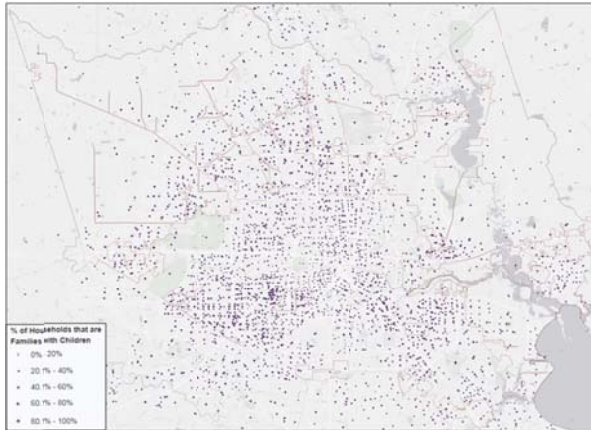 % of Households that are
Families with Children
0% - 20%
20.1% - 40%
40.1% - 60%
60.1% - 80%
80.1% - 100%